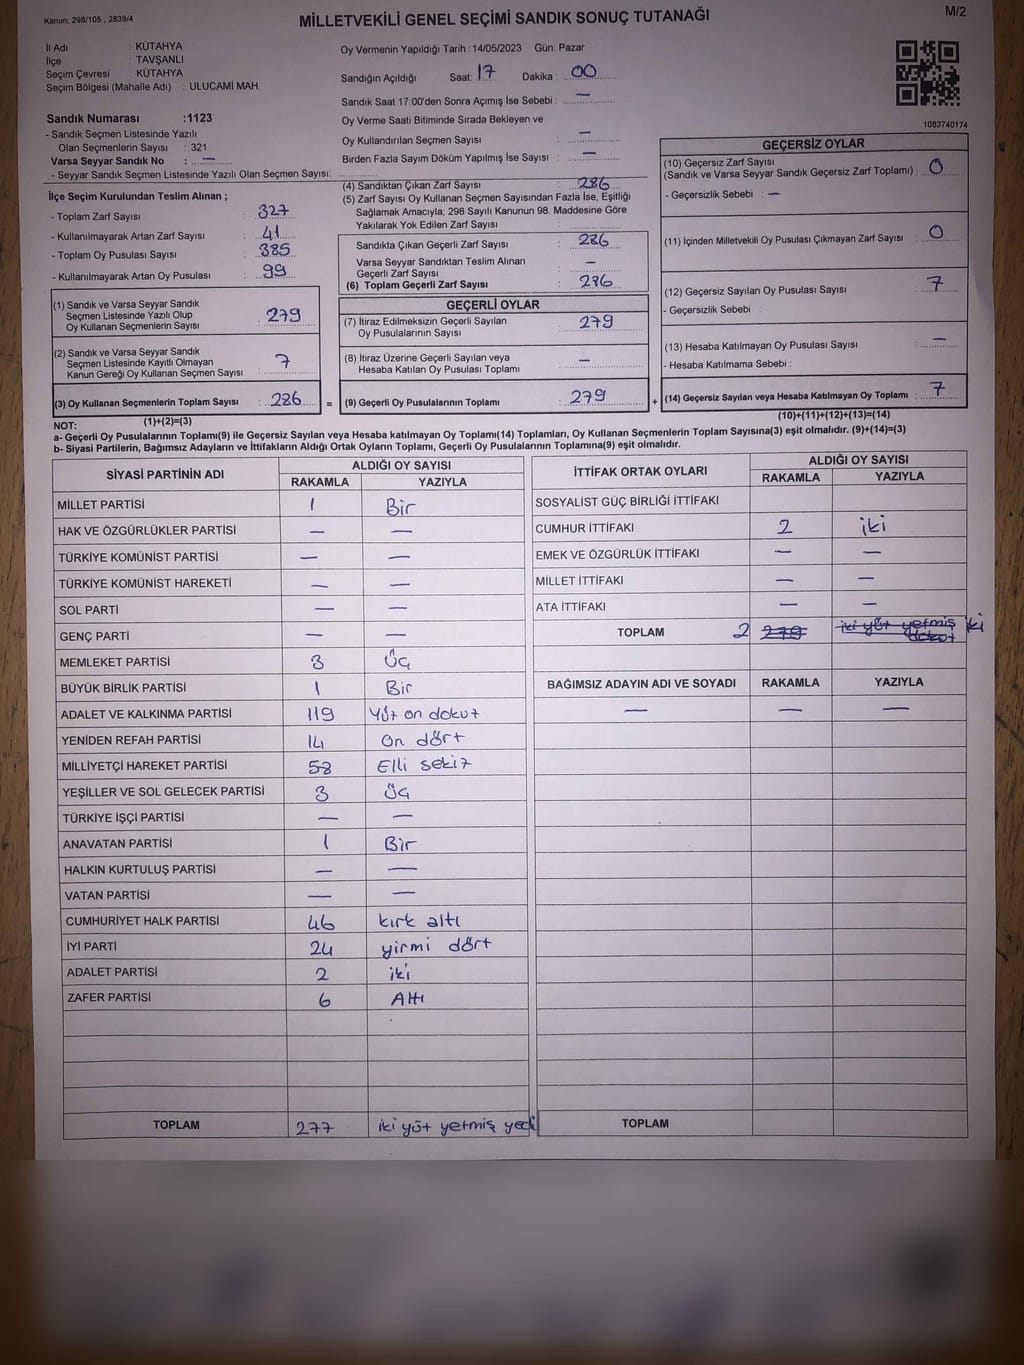 Kanun; 298/105 , 2839/4
MİLLETVEKİLİ GENEL SEÇİMİ SANDIK SONUÇ TUTANAĞI
M/2
İl Adı : KÜTAHYA
İlçe : TAVŞANLI
Seçim Çevresi : KÜTAHYA
Seçim Bölgesi (Mahalle Adı) : ULUCAMİ MAH.
Oy Vermenin Yapıldığı Tarih :14/05/2023 Gün: Pazar
Sandığın Açıldığı Saat: 17 Dakika : 00
Sandık Saat 17:00'den Sonra Açımış İse Sebebi : —
Oy Verme Saati Bitiminde Sırada Bekleyen ve
Oy Kullandırılan Seçmen Sayısı : —
Birden Fazla Sayım Döküm Yapılmış İse Sayısı : —
1083740174
Sandık Numarası :1123
- Sandık Seçmen Listesinde Yazılı
Olan Seçmenlerin Sayısı : 321
Varsa Seyyar Sandık No : —
- Seyyar Sandık Seçmen Listesinde Yazılı Olan Seçmen Sayısı:
İlçe Seçim Kurulundan Teslim Alınan ;
- Toplam Zarf Sayısı : 327
- Kullanılmayarak Artan Zarf Sayısı : 41
- Toplam Oy Pusulası Sayısı : 385
- Kullanılmayarak Artan Oy Pusulası : 99
(1) Sandık ve Varsa Seyyar Sandık
Seçmen Listesinde Yazılı Olup
Oy Kullanan Seçmenlerin Sayısı : 279
(2) Sandık ve Varsa Seyyar Sandık
Seçmen Listesinde Kayıtlı Olmayan
Kanun Gereği Oy Kullanan Seçmen Sayısı : 7
(3) Oy Kullanan Seçmenlerin Toplam Sayısı : 286 =
(4) Sandıktan Çıkan Zarf Sayısı : 286
(5) Zarf Sayısı Oy Kullanan Seçmen Sayısından Fazla İse, Eşitliği
Sağlamak Amacıyla; 298 Sayılı Kanunun 98. Maddesine Göre
Yakılarak Yok Edilen Zarf Sayısı :
Sandıkta Çıkan Geçerli Zarf Sayısı : 286
Varsa Seyyar Sandıktan Teslim Alınan
Geçerli Zarf Sayısı : —
(6) Toplam Geçerli Zarf Sayısı : 286
GEÇERLİ OYLAR
(7) İtiraz Edilmeksizin Geçerli Sayılan
Oy Pusulalarının Sayısı : 279
(8) İtiraz Üzerine Geçerli Sayılan veya
Hesaba Katılan Oy Pusulası Toplamı : —
(9) Geçerli Oy Pusulalarının Toplamı : 279 +
GEÇERSİZ OYLAR
(10) Geçersiz Zarf Sayısı
(Sandık ve Varsa Seyyar Sandık Geçersiz Zarf Toplamı) : 0
- Geçersizlik Sebebi : —
(11) İçinden Milletvekili Oy Pusulası Çıkmayan Zarf Sayısı : 0
(12) Geçersiz Sayılan Oy Pusulası Sayısı : 7
- Geçersizlik Sebebi :
(13) Hesaba Katılmayan Oy Pusulası Sayısı : —
- Hesaba Katılmama Sebebi :
(14) Geçersiz Sayılan veya Hesaba Katılmayan Oy Toplamı : 7
NOT: (1)+(2)=(3) (10)+(11)+(12)+(13)=(14)
a- Geçerli Oy Pusulalarının Toplamı(9) ile Geçersiz Sayılan veya Hesaba katılmayan Oy Toplamı(14) Toplamları, Oy Kullanan Seçmenlerin Toplam Sayısına(3) eşit olmalıdır. (9)+(14)=(3)
b- Siyasi Partilerin, Bağımsız Adayların ve İttifakların Aldığı Ortak Oyların Toplamı, Geçerli Oy Pusulalarının Toplamına(9) eşit olmalıdır.
SİYASİ PARTİNİN ADI ALDIĞI OY SAYISI
RAKAMLA YAZIYLA
MİLLET PARTİSİ 1 Bir
HAK VE ÖZGÜRLÜKLER PARTİSİ — —
TÜRKİYE KOMÜNİST PARTİSİ — —
TÜRKİYE KOMÜNİST HAREKETİ — —
SOL PARTİ — —
GENÇ PARTİ — —
MEMLEKET PARTİSİ 3 Üç
BÜYÜK BİRLİK PARTİSİ 1 Bir
ADALET VE KALKINMA PARTİSİ 119 Yüz on dokuz
YENİDEN REFAH PARTİSİ 14 On dört
MİLLİYETÇİ HAREKET PARTİSİ 58 Elli sekiz
YEŞİLLER VE SOL GELECEK PARTİSİ 3 Üç
TÜRKİYE İŞÇİ PARTİSİ — —
ANAVATAN PARTİSİ 1 Bir
HALKIN KURTULUŞ PARTİSİ — —
VATAN PARTİSİ — —
CUMHURİYET HALK PARTİSİ 46 kırk altı
İYİ PARTİ 24 yirmi dört
ADALET PARTİSİ 2 iki
ZAFER PARTİSİ 6 Altı
TOPLAM 277 iki yüz yetmiş yedi
İTTİFAK ORTAK OYLARI ALDIĞI OY SAYISI
RAKAMLA YAZIYLA
SOSYALİST GÜÇ BİRLİĞİ İTTİFAKI
CUMHUR İTTİFAKI 2 iki
EMEK VE ÖZGÜRLÜK İTTİFAKI — —
MİLLET İTTİFAKI — —
ATA İTTİFAKI — —
TOPLAM 2 279 iki yüz yetmiş dokuz iki
BAĞIMSIZ ADAYIN ADI VE SOYADI RAKAMLA YAZIYLA
— — —
TOPLAM